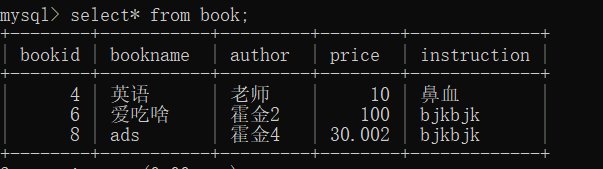 mysql> select* from book;
+--------+----------+---------+--------+-------------+
| bookid | bookname | author  | price  | instruction |
+--------+----------+---------+--------+-------------+
|      4 | 英语     | 老师    |     10 | 鼻血        |
|      6 | 爱吃啥   | 霍金2   |    100 | bjkbjk      |
|      8 | ads      | 霍金4   | 30.002 | bjkbjk      |
+--------+----------+---------+--------+-------------+